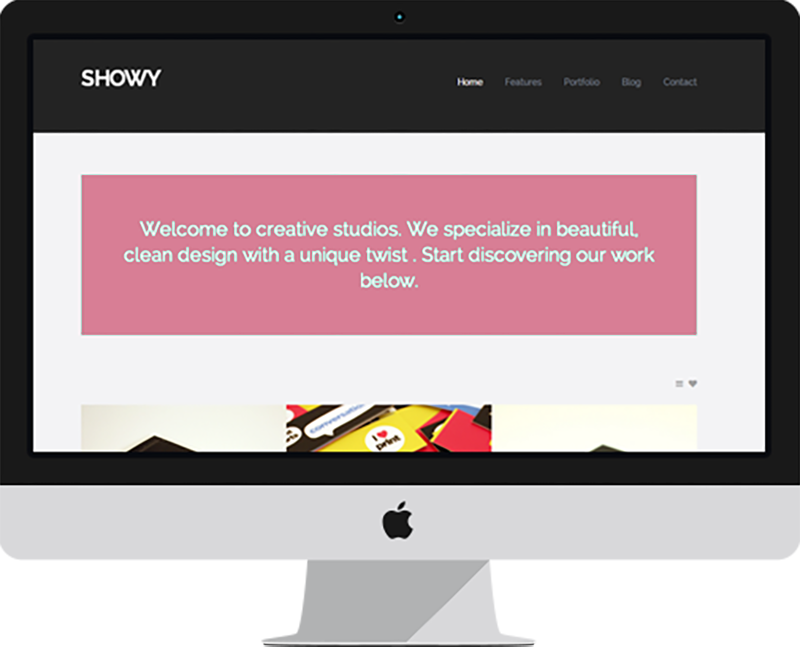 SHOWY
Home Features Portfolio Blog Contact
Welcome to creative studios. We specialize in beautiful,
clean design with a unique twist . Start discovering our work
below.
conversatio
I ❤ print